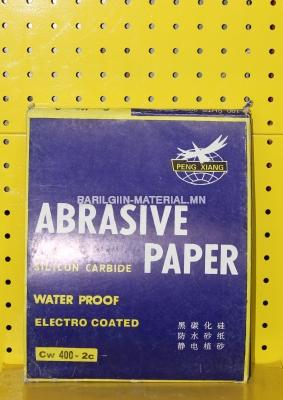 PENG XIANG
BARILGIIN-MATERIAL.MN
ABRASIVE
SILICON CARBIDE
PAPER
WATER PROOF
ELECTRO COATED
黑碳化硅
防水砂纸
静电植砂
Cw 400-2c